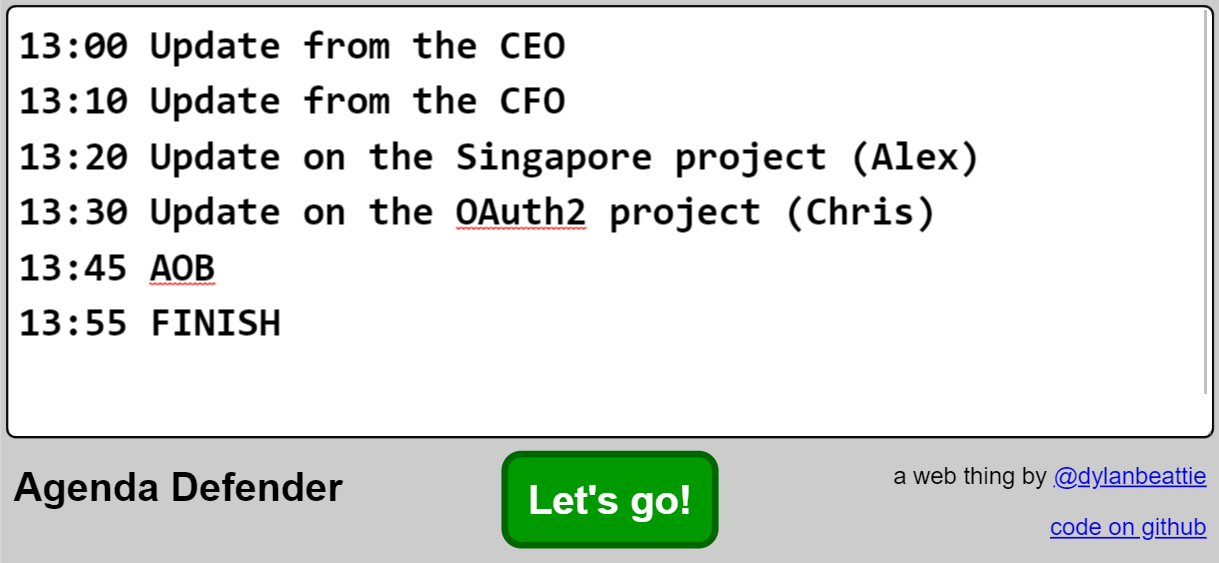 13:00 Update from the CEO
13:10 Update from the CFO
13:20 Update on the Singapore project (Alex)
13:30 Update on the OAuth2 project (Chris)
13:45 AOB
13:55 FINISH
Agenda Defender
Let's go!
a web thing by @dylanbeattie
code on github